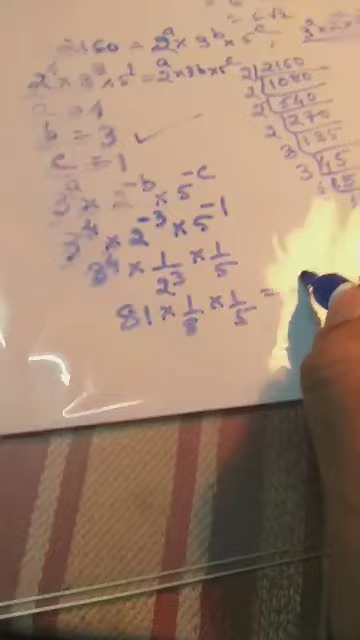 2160 = 2^a × 3^b × 5^c,
2^4 × 3^3 × 5^1 = 2^a × 3^b × 5^c
a = 4
b = 3
c = 1
3^a × 2^-b × 5^-c
3^4 × 2^-3 × 5^-1
3^4 × 1/2^3 × 1/5
81 × 1/8 × 1/5 =
2 | 2160
2 | 1080
2 | 540
2 | 270
3 | 135
3 | 45